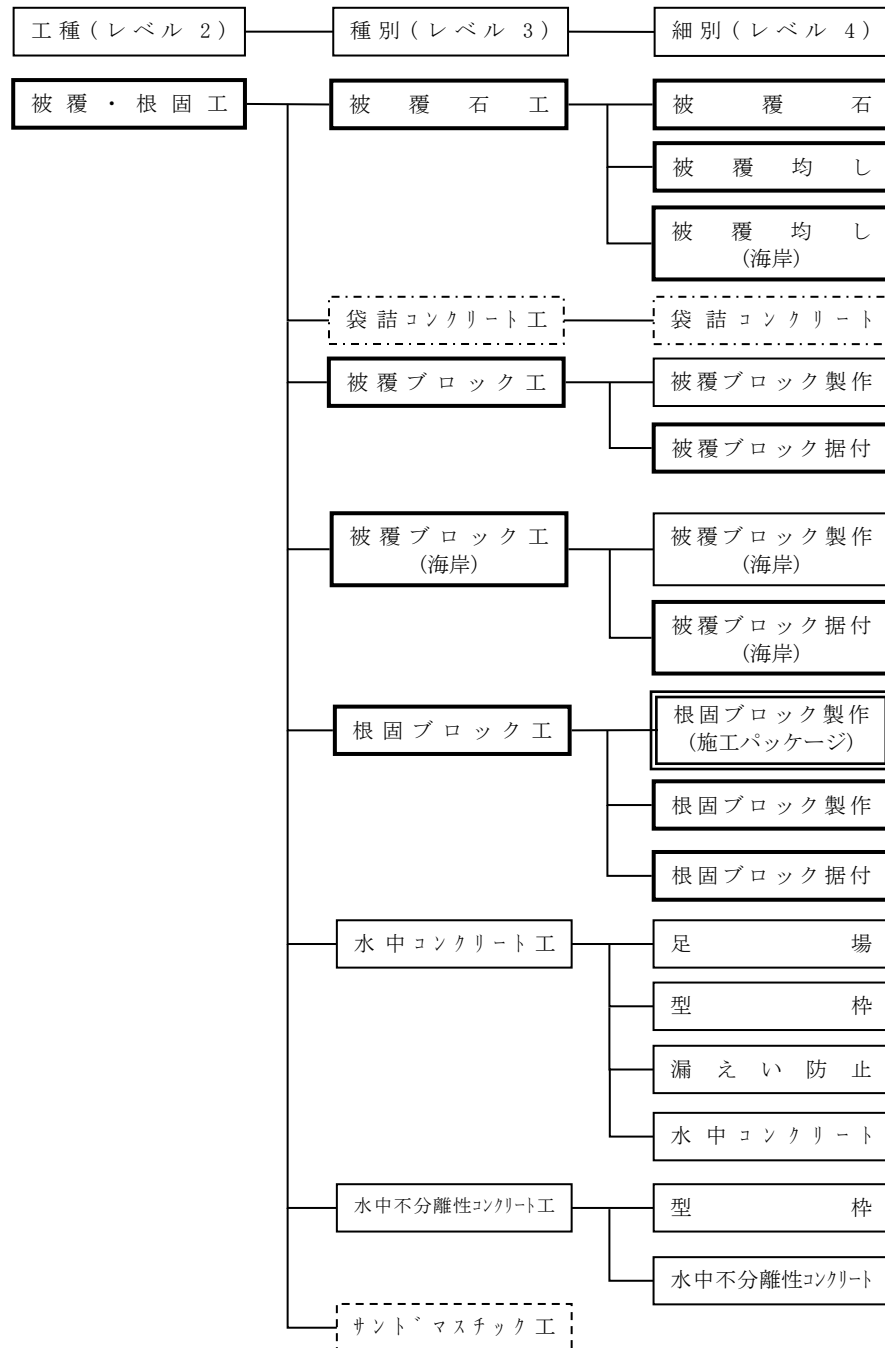 工種(レベル 2) 種別(レベル 3) 細別(レベル 4)
被覆・根固工 被覆石工 被覆石
被覆均し
被覆均し
(海岸)
袋詰コンクリート工 袋詰コンクリート
被覆ブロック工 被覆ブロック製作
被覆ブロック据付
被覆ブロック工
(海岸)
被覆ブロック製作
(海岸)
被覆ブロック据付
(海岸)
根固ブロック工 根固ブロック製作
(施工パッケージ)
根固ブロック製作
根固ブロック据付
水中コンクリート工 足場
型枠
漏えい防止
水中コンクリート
水中不分離性コンクリート工 型枠
水中不分離性コンクリート
サンドマスチック工